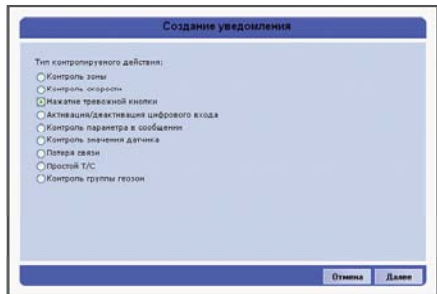 Создание уведомления
Тип контролируемого действия:
Контроль зоны
Контроль скорости
Нажатие тревожной кнопки
Активация/деактивация цифрового входа
Контроль параметра в сообщении
Контроль значения датчика
Потеря связи
Простой Т/С
Контроль группы геозон
Отмена Далее